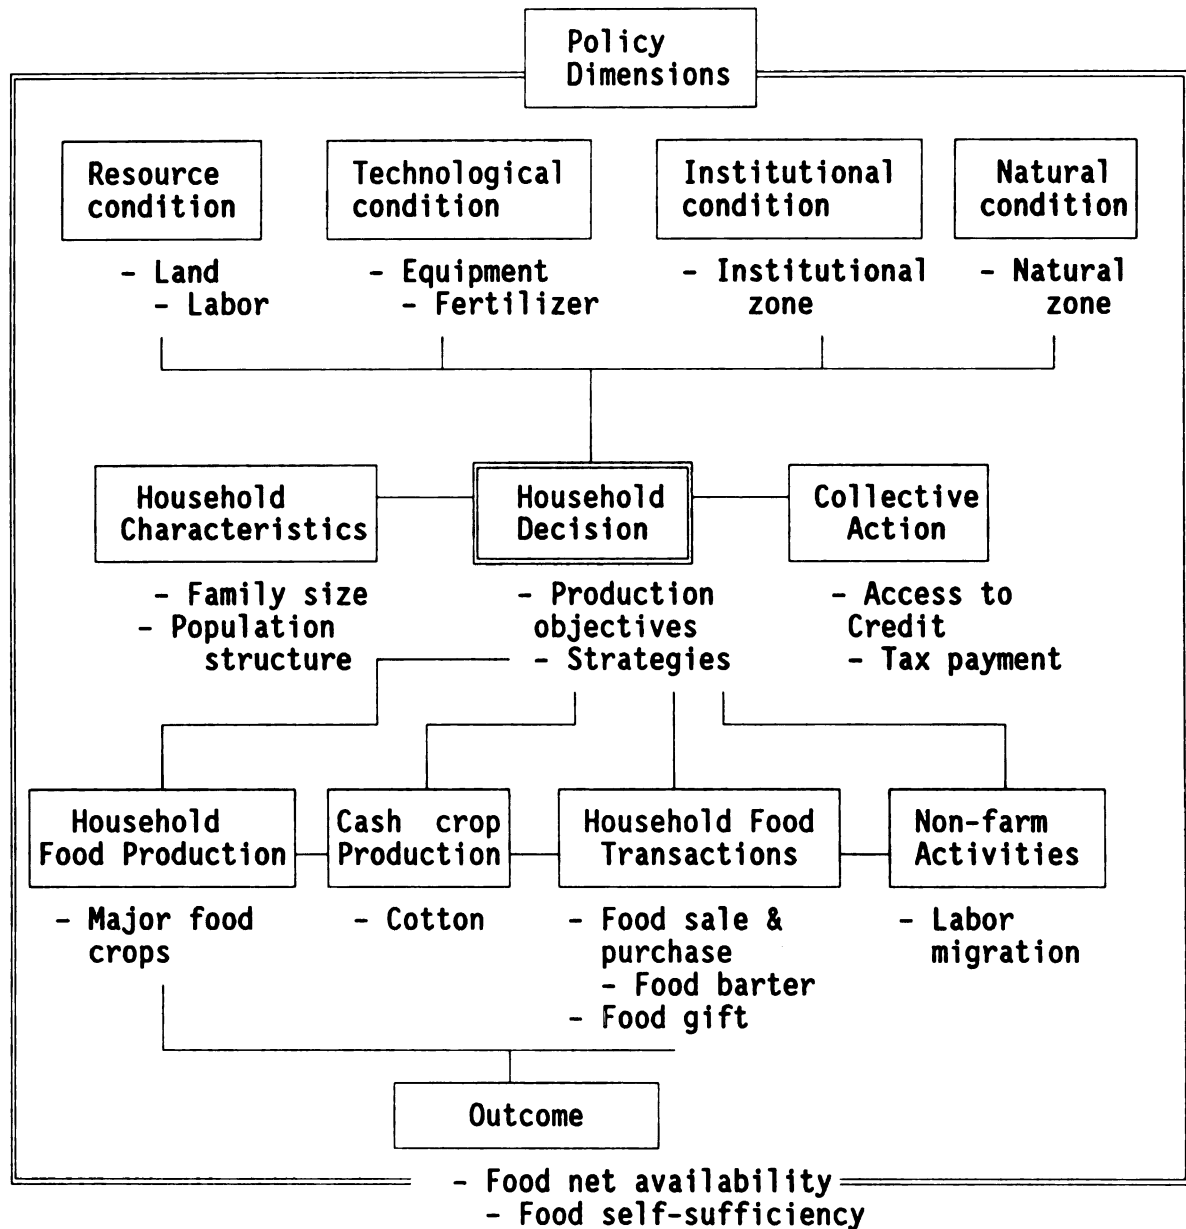 Policy
Dimensions
Resource
condition
- Land
- Labor
Technological
condition
- Equipment
- Fertilizer
Institutional
condition
- Institutional
zone
Natural
condition
- Natural
zone
Household
Characteristics
- Family size
- Population
structure
Household
Decision
- Production
objectives
- Strategies
Collective
Action
- Access to
Credit
- Tax payment
Household
Food Production
- Major food
crops
Cash crop
Production
- Cotton
Household Food
Transactions
- Food sale &
purchase
- Food barter
- Food gift
Non-farm
Activities
- Labor
migration
Outcome
- Food net availability
- Food self-sufficiency